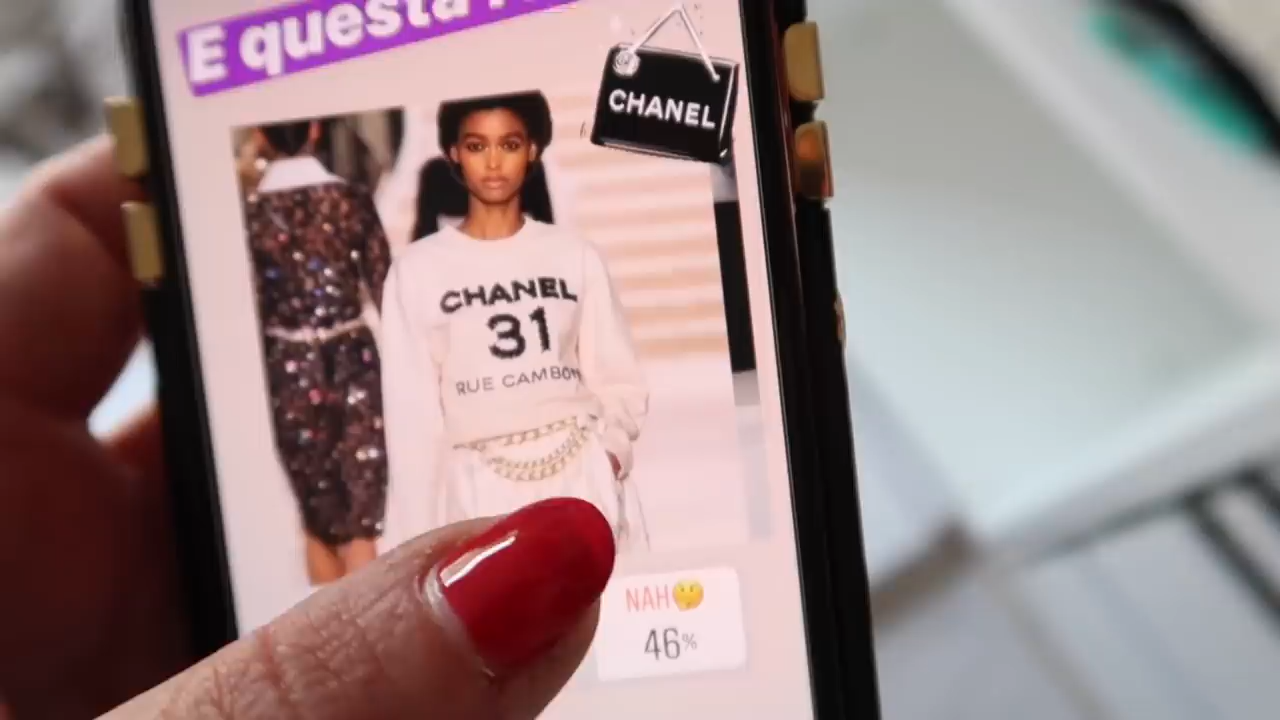 E questa
CHANEL
CHANEL
31
RUE CAMBON
NAH🤔
46%